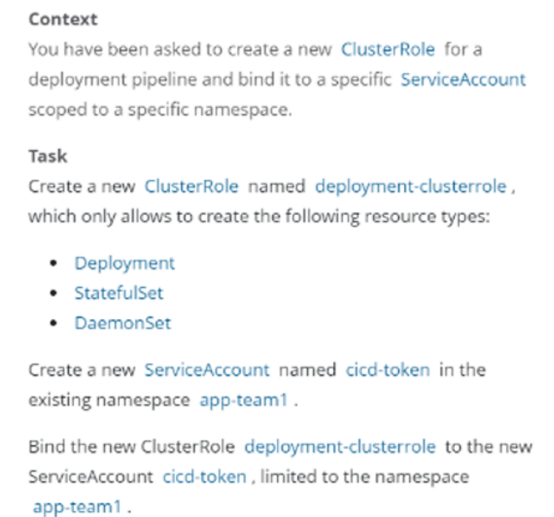 Context
You have been asked to create a new ClusterRole for a
deployment pipeline and bind it to a specific ServiceAccount
scoped to a specific namespace.
Task
Create a new ClusterRole named deployment-clusterrole ,
which only allows to create the following resource types:
• Deployment
• StatefulSet
• DaemonSet
Create a new ServiceAccount named cicd-token in the
existing namespace app-team1 .
Bind the new ClusterRole deployment-clusterrole to the new
ServiceAccount cicd-token , limited to the namespace
app-team1 .